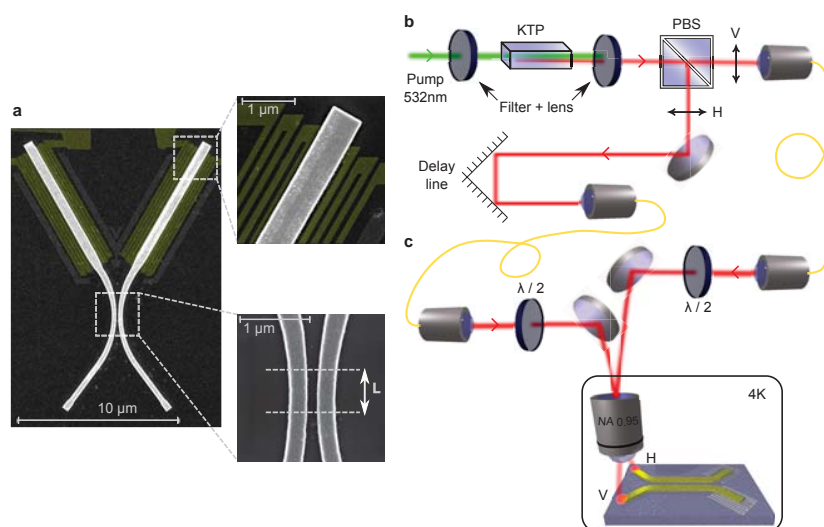 a
1 µm
10 µm
1 µm
L
b
Pump
532nm
KTP
Filter + lens
PBS
V
H
Delay
line
c
λ / 2
λ / 2
4K
NA 0,95
H
V